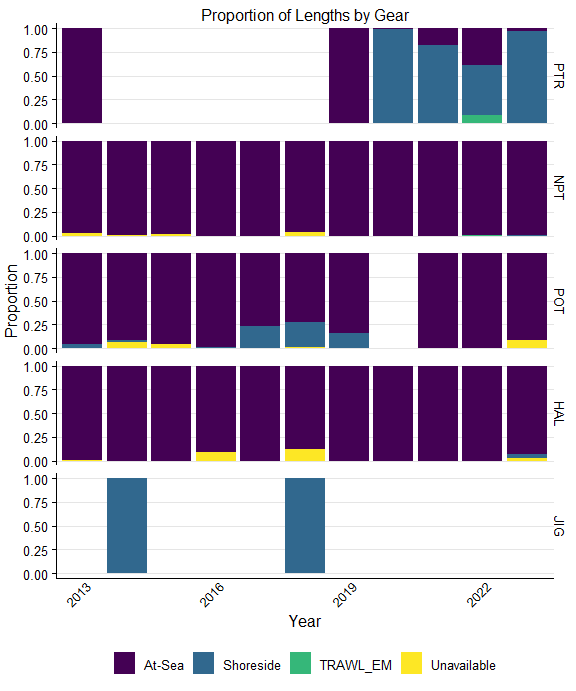 Proportion of Lengths by Gear
1.00
0.75
0.50
0.25
0.00
PTR
1.00
0.75
0.50
0.25
0.00
NPT
1.00
0.75
0.50
0.25
0.00
POT
1.00
0.75
0.50
0.25
0.00
HAL
1.00
0.75
0.50
0.25
0.00
JIG
Proportion
2013 2016 2019 2022
Year
At-Sea Shoreside TRAWL_EM Unavailable